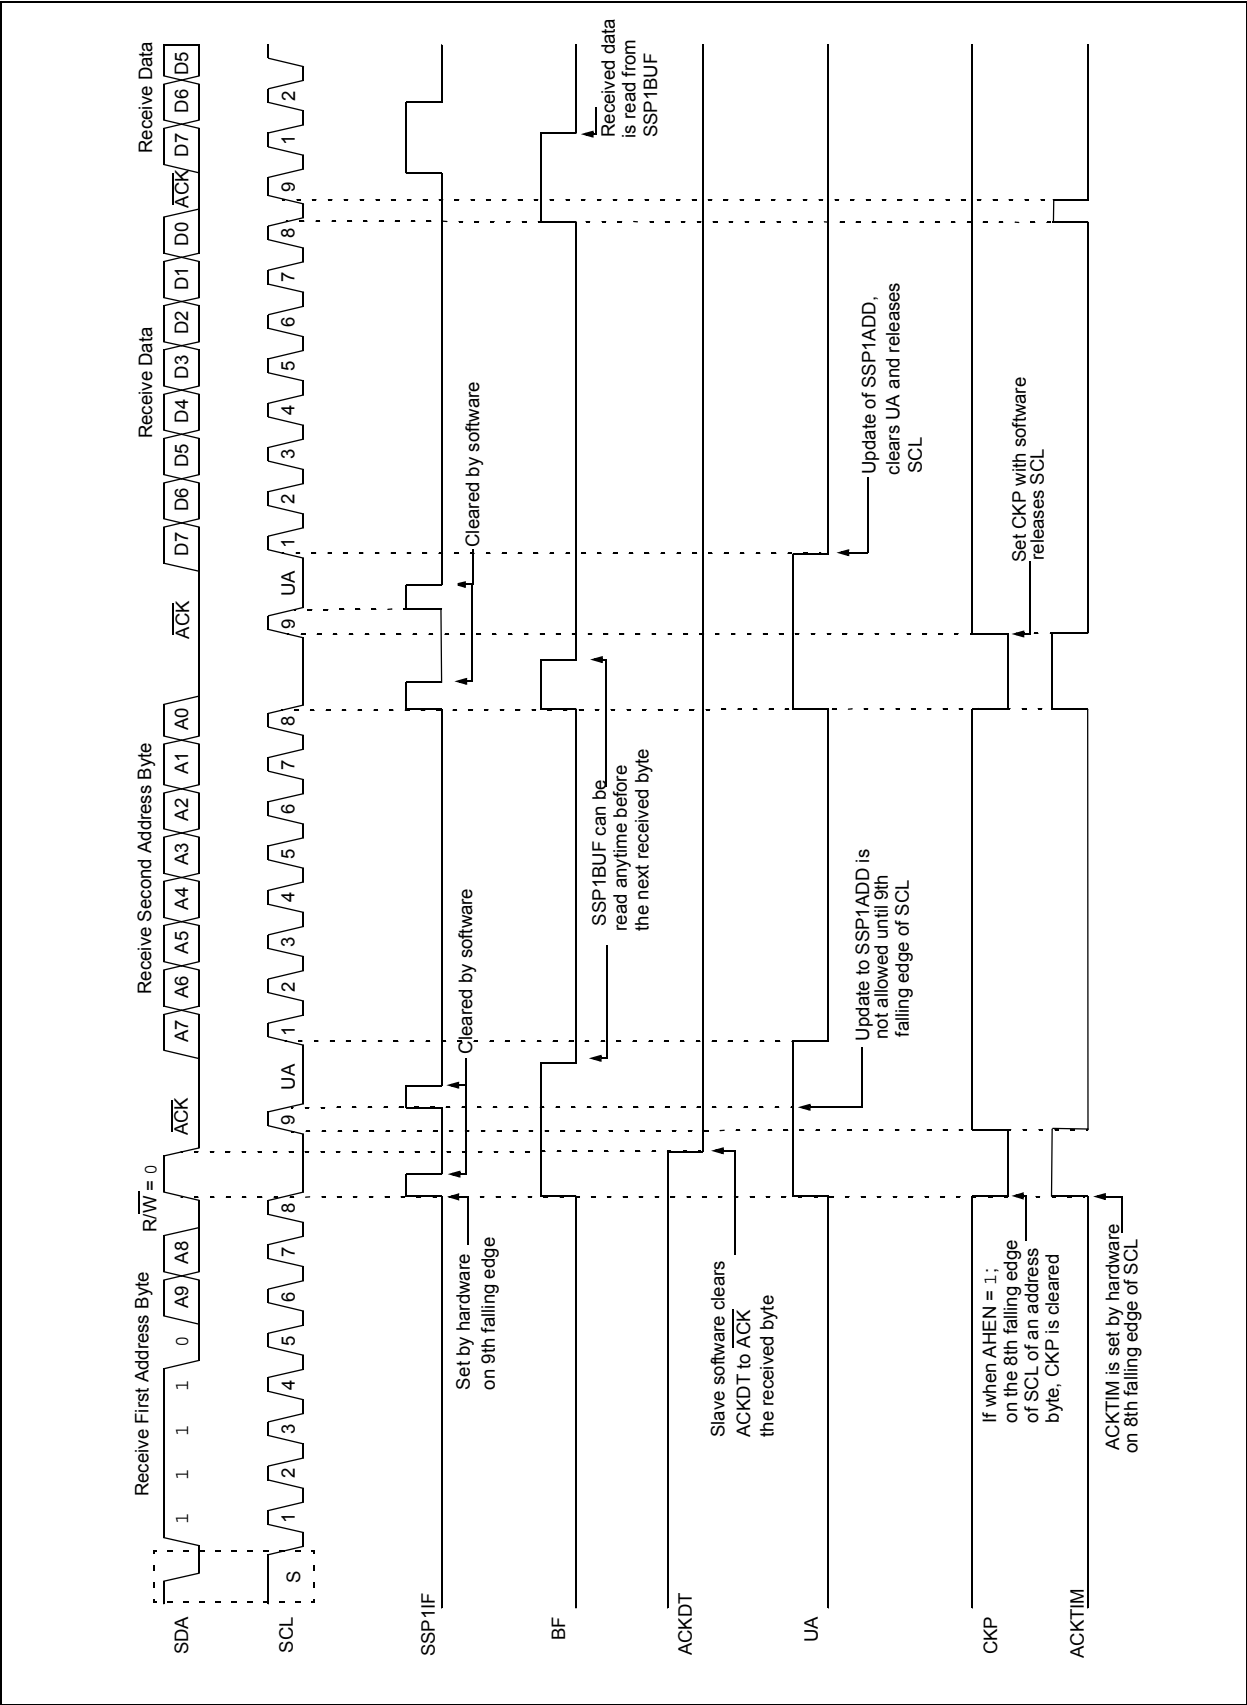 Receive First Address Byte
R/W = 0
Receive Second Address Byte
Receive Data
Receive Data
SDA
1 1 1 1 0 A9 A8
ACK
A7 A6 A5 A4 A3 A2 A1 A0
ACK
D7 D6 D5 D4 D3 D2 D1 D0
ACK
D7 D6 D5
SCL
S
1 2 3 4 5 6 7 8 9
UA
1 2 3 4 5 6 7 8 9
UA
1 2 3 4 5 6 7 8 9
1 2
SSP1IF
Set by hardware
on 9th falling edge
Cleared by software
Cleared by software
BF
SSP1BUF can be
read anytime before
the next received byte
Received data
is read from
SSP1BUF
ACKDT
Slave software clears
ACKDT to ACK
the received byte
UA
Update to SSP1ADD is
not allowed until 9th
falling edge of SCL
Update of SSP1ADD,
clears UA and releases
SCL
CKP
If when AHEN = 1;
on the 8th falling edge
of SCL of an address
byte, CKP is cleared
Set CKP with software
releases SCL
ACKTIM
ACKTIM is set by hardware
on 8th falling edge of SCL